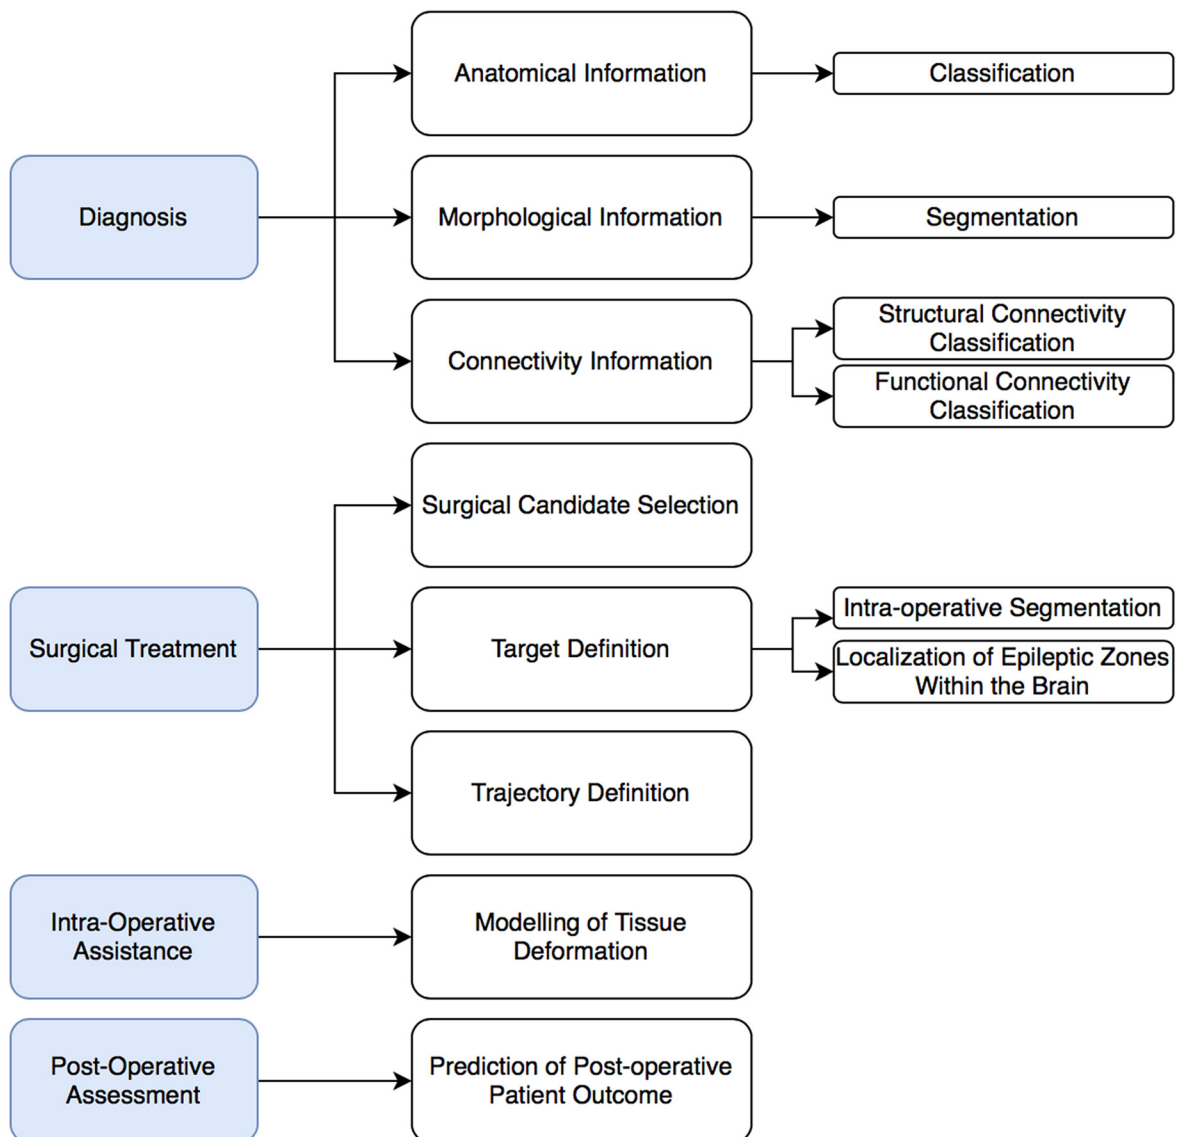 Anatomical Information
Classification
Diagnosis
Morphological Information
Segmentation
Connectivity Information
Structural Connectivity
Classification
Functional Connectivity
Classification
Surgical Candidate Selection
Surgical Treatment
Target Definition
Intra-operative Segmentation
Localization of Epileptic Zones
Within the Brain
Trajectory Definition
Intra-Operative
Assistance
Modelling of Tissue
Deformation
Post-Operative
Assessment
Prediction of Post-operative
Patient Outcome